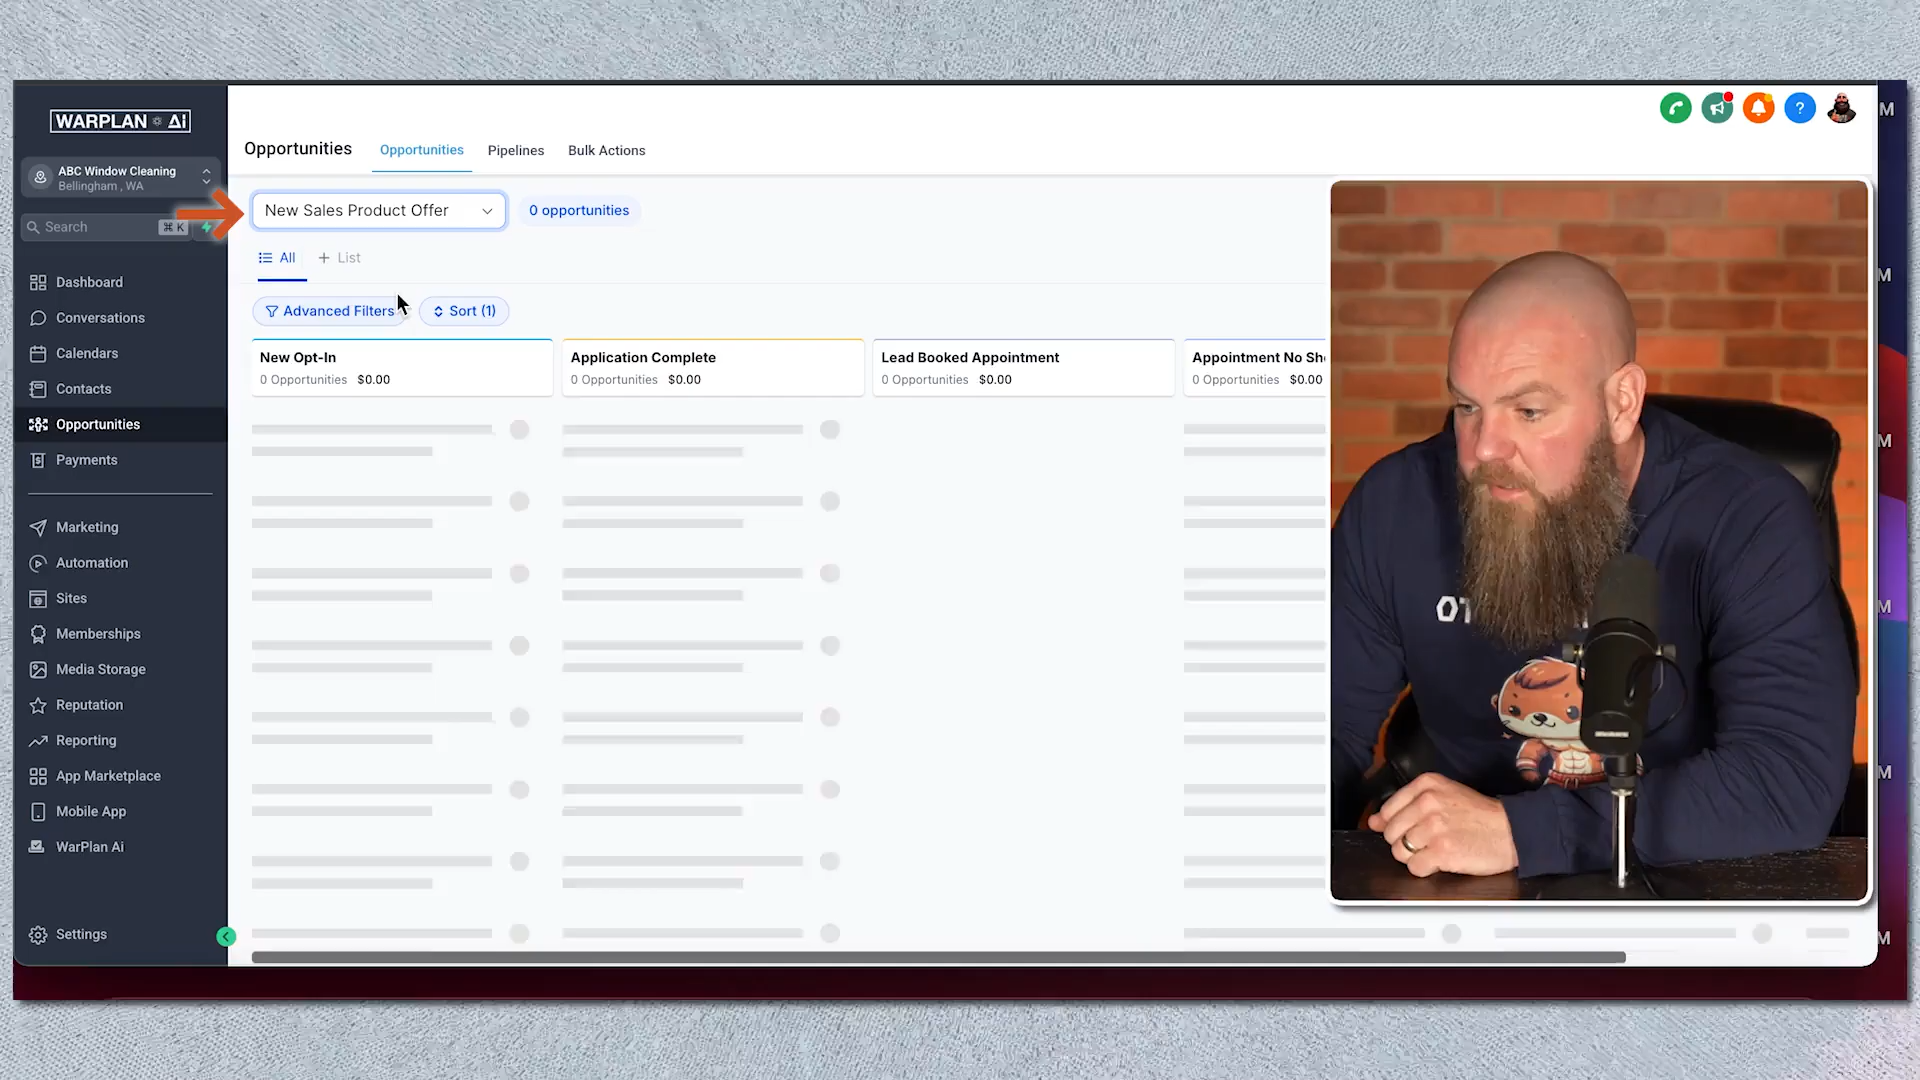 WARPLAN Ai
ABC Window Cleaning
Bellingham , WA
Search ⌘ K
Dashboard
Conversations
Calendars
Contacts
Opportunities
Payments
Marketing
Automation
Sites
Memberships
Media Storage
Reputation
Reporting
App Marketplace
Mobile App
WarPlan Ai
Settings
Opportunities
Opportunities Pipelines Bulk Actions
?
New Sales Product Offer
0 opportunities
All + List
Advanced Filters
Sort (1)
New Opt-In
0 Opportunities $0.00
Application Complete
0 Opportunities $0.00
Lead Booked Appointment
0 Opportunities $0.00
Appointment No Sh
0 Opportunities $0.00
M
M
M
M
M
M